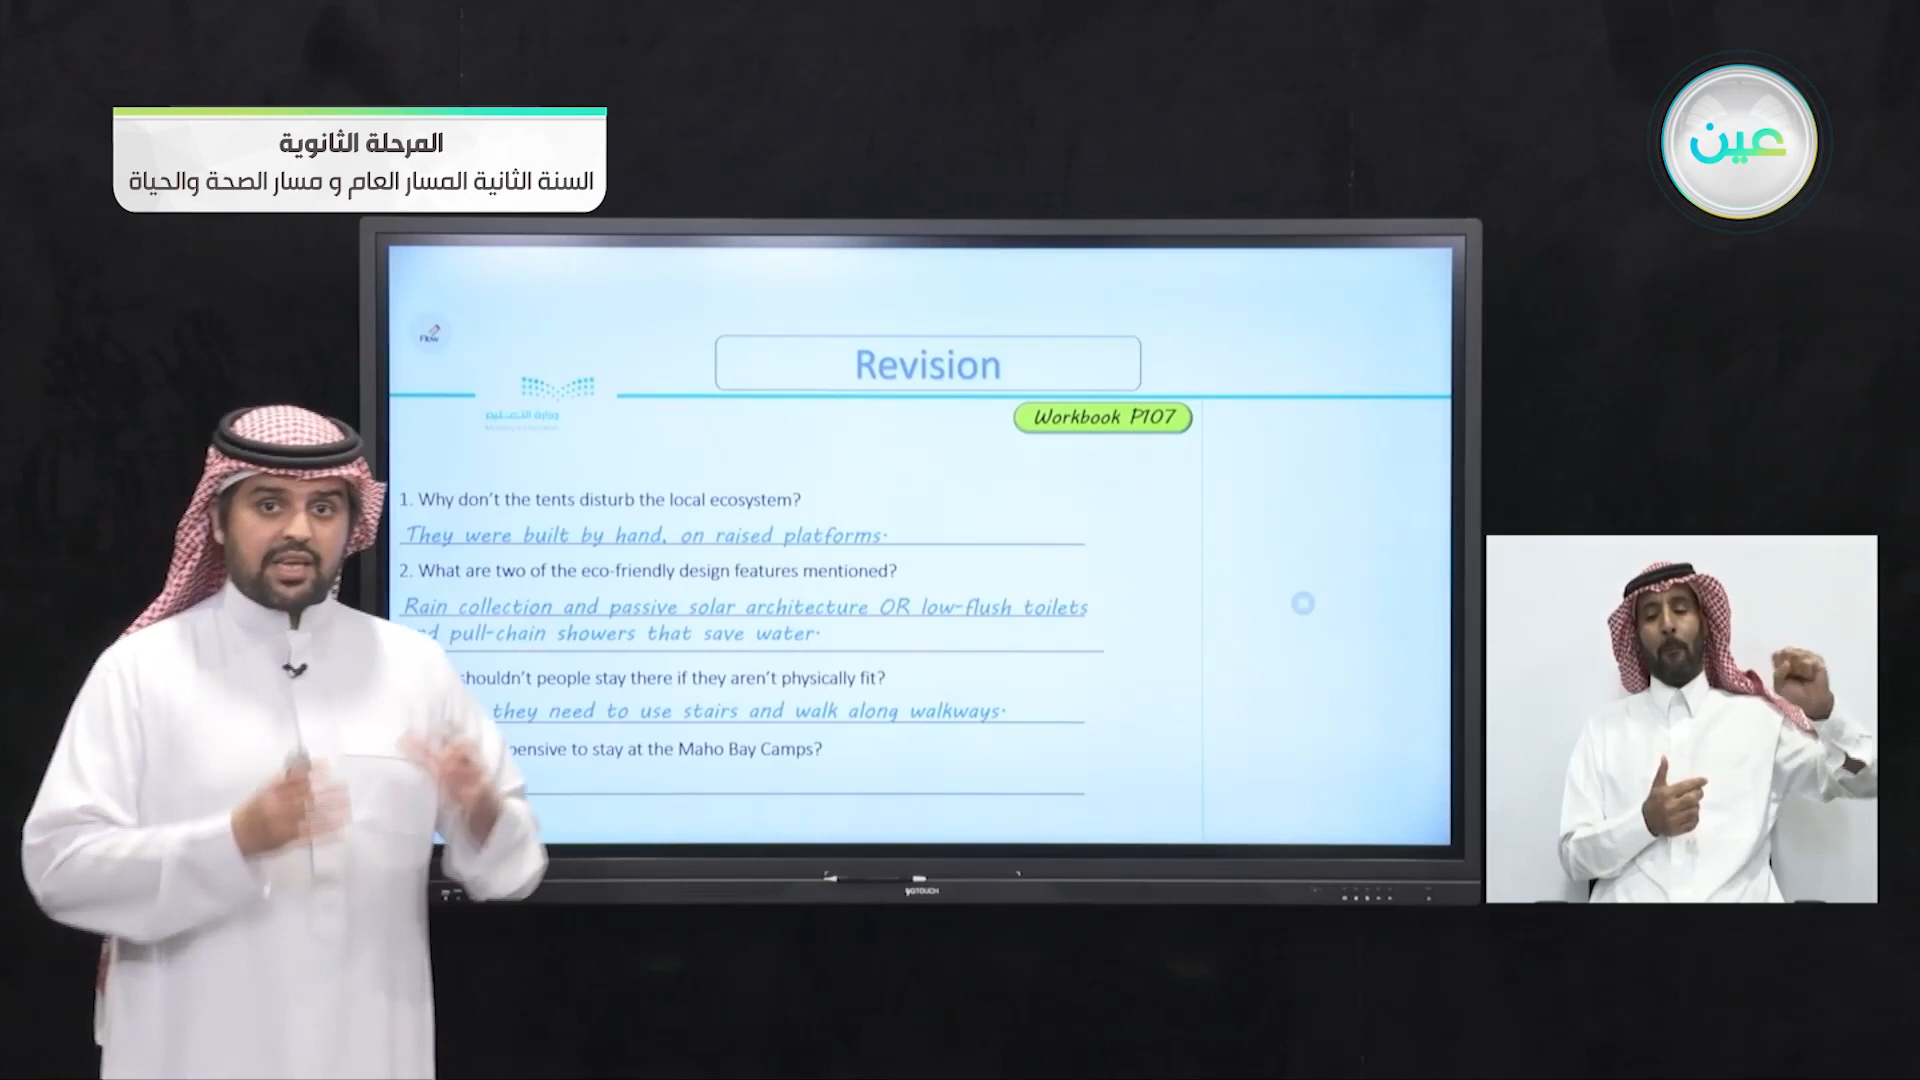 المرحلة الثانوية
السنة الثانية المسار العام و مسار الصحة والحياة
عين
Flow
Revision
وزارة التعليم
Workbook P107
1. Why don't the tents disturb the local ecosystem?
They were built by hand, on raised platforms.
2. What are two of the eco-friendly design features mentioned?
Rain collection and passive solar architecture OR low-flush toilets
pull-chain showers that save water.
shouldn't people stay there if they aren't physically fit?
they need to use stairs and walk along walkways.
to stay at the Maho Bay Camps?